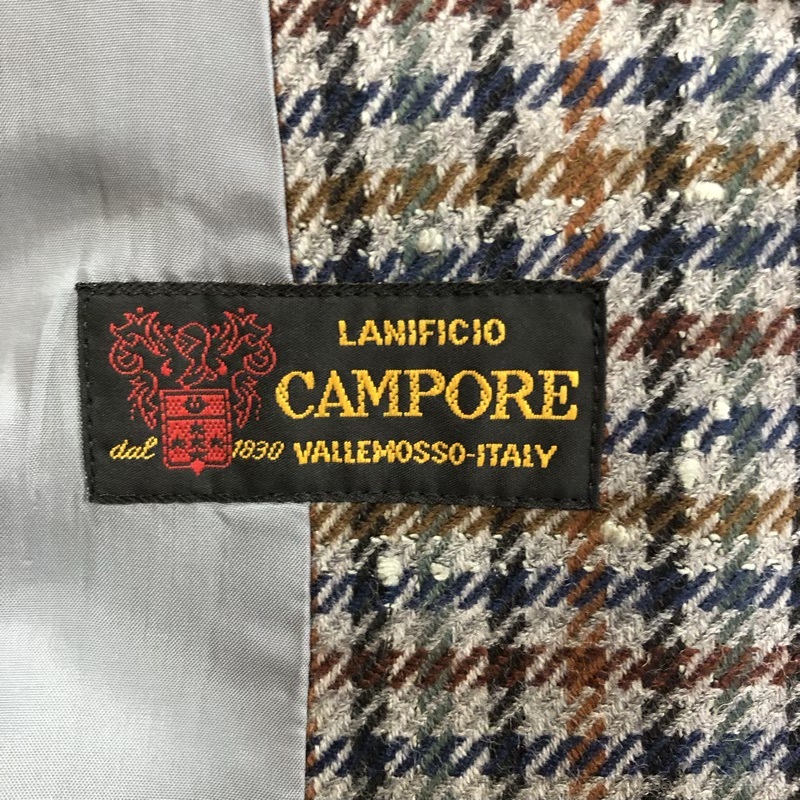 LANIFICIO
CAMPORE
dal 1830 VALLEMOSSO-ITALY